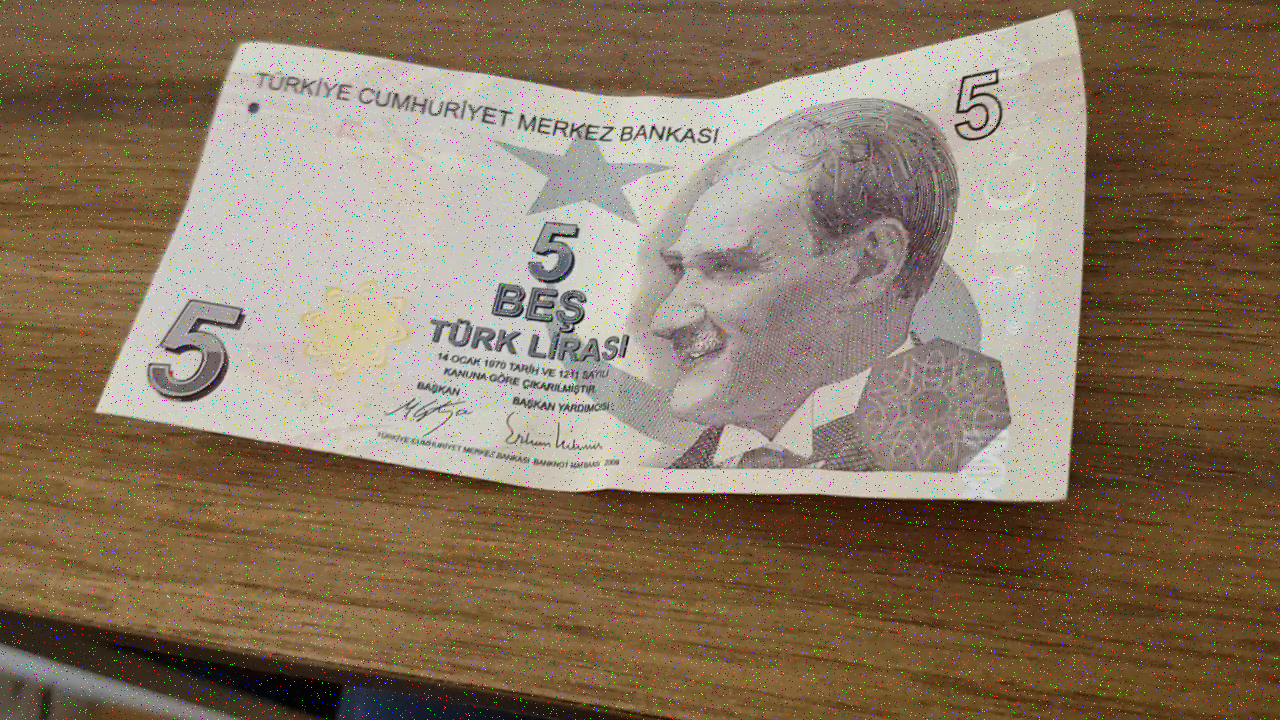 TÜRKİYE CUMHURİYET MERKEZ BANKASI
5
5
BEŞ
TÜRK LİRASI
14 OCAK 1970 TARİH VE 1211 SAYILI
KANUNA GÖRE ÇIKARILMIŞTIR.
BAŞKAN
BAŞKAN YARDIMCISI
5
TÜRKİYE CUMHURİYET MERKEZ BANKASI BANKNOT MATBAASI 2009